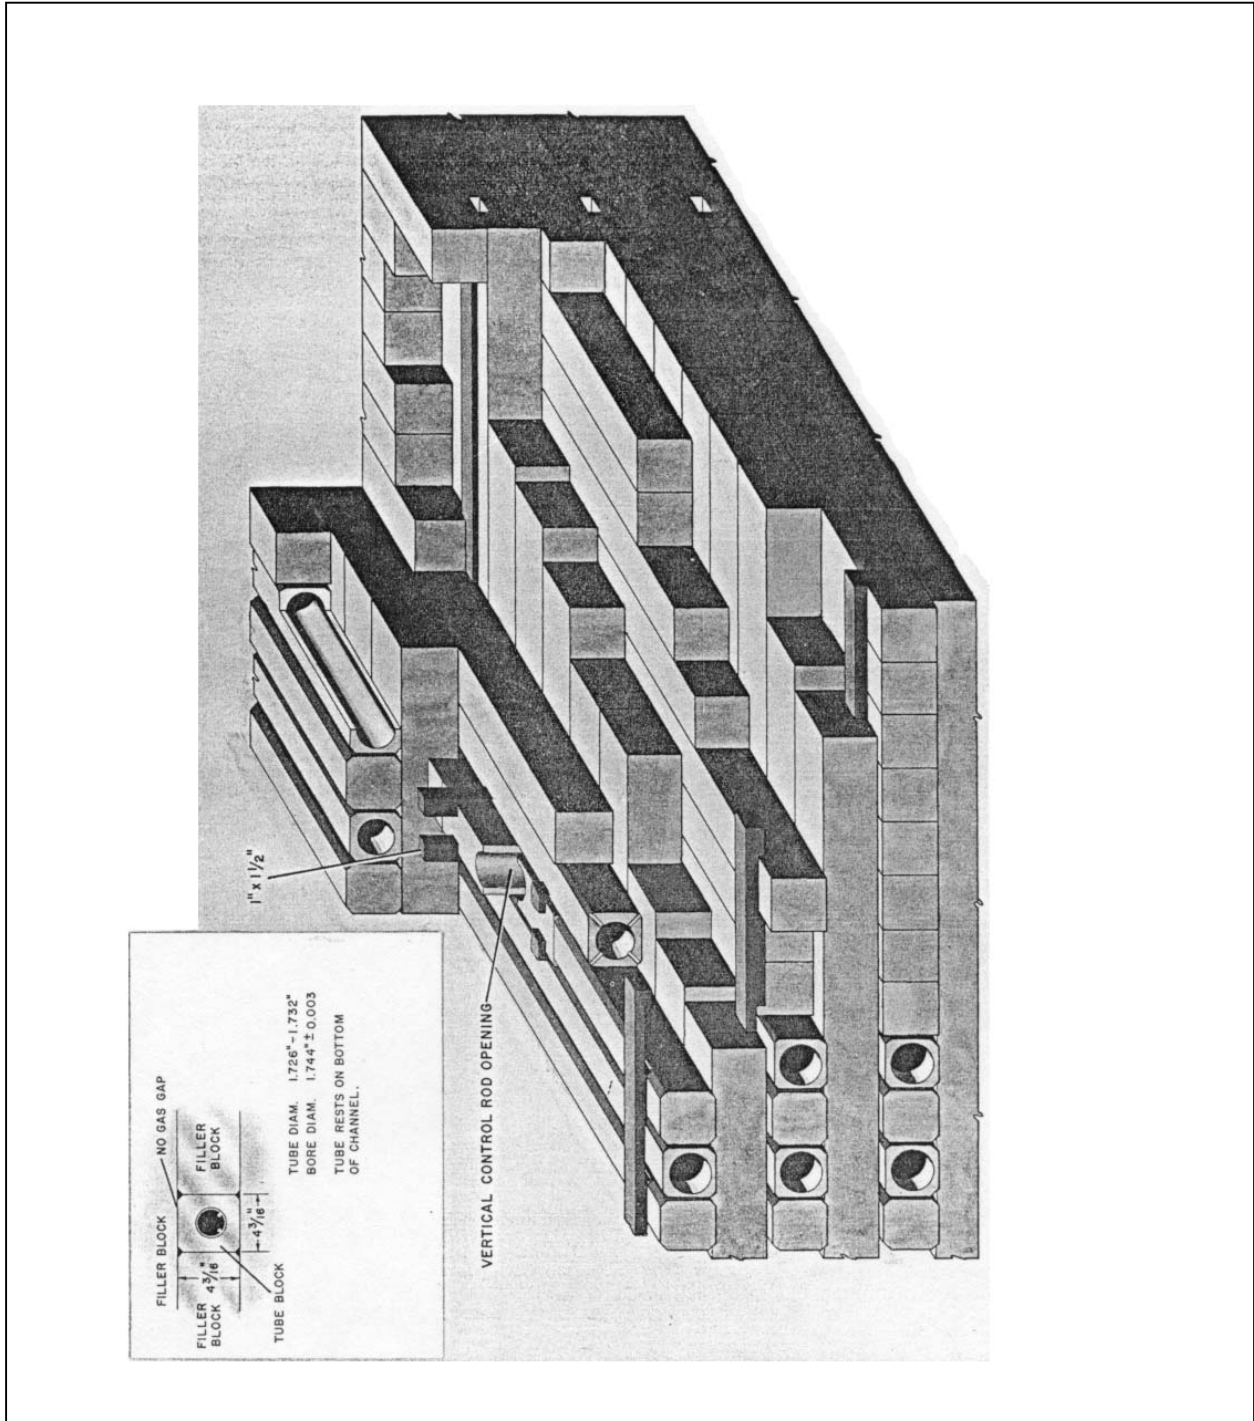 FILLER BLOCK
NO GAS GAP
FILLER
BLOCK
4 3/16"
FILLER
BLOCK
4 3/16"
TUBE BLOCK
TUBE DIAM. 1.726"-1.732"
BORE DIAM. 1.744" ± 0.003
TUBE RESTS ON BOTTOM
OF CHANNEL.
1" x 1 1/2"
VERTICAL CONTROL ROD OPENING